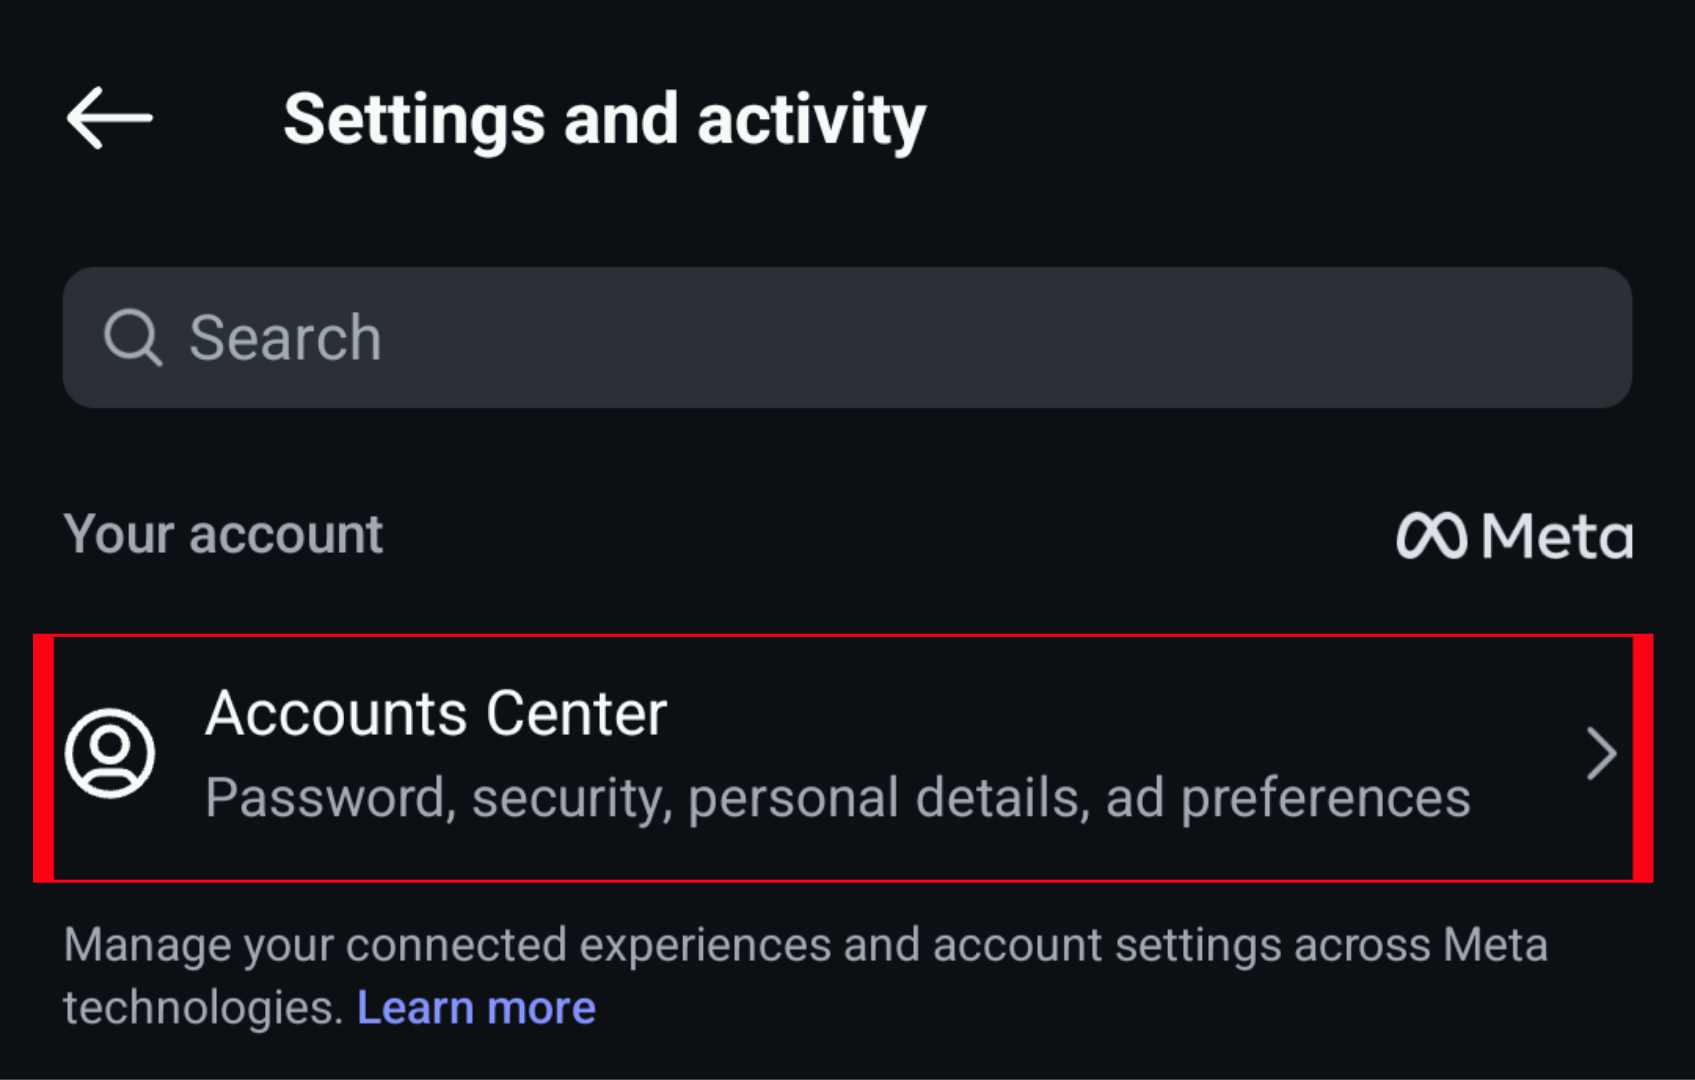 Settings and activity
Search
Your account
Meta
Accounts Center
Password, security, personal details, ad preferences
Manage your connected experiences and account settings across Meta
technologies. Learn more